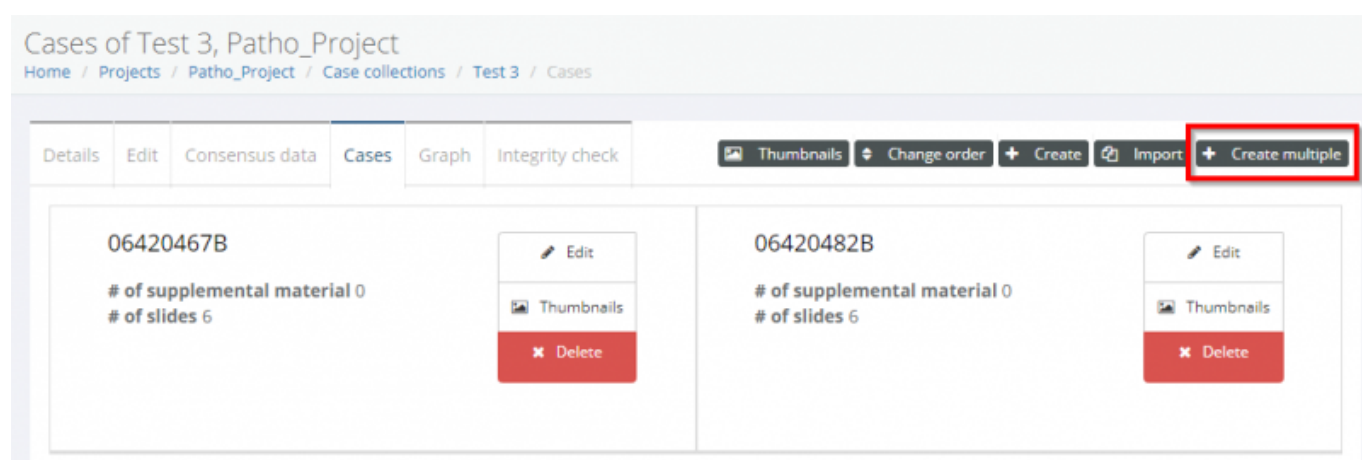 Cases of Test 3, Patho_Project
Home / Projects / Patho_Project / Case collections / Test 3 / Cases
Details Edit Consensus data Cases Graph Integrity check Thumbnails Change order + Create Import + Create multiple
06420467B
# of supplemental material 0
# of slides 6
Edit
Thumbnails
Delete
06420482B
# of supplemental material 0
# of slides 6
Edit
Thumbnails
Delete